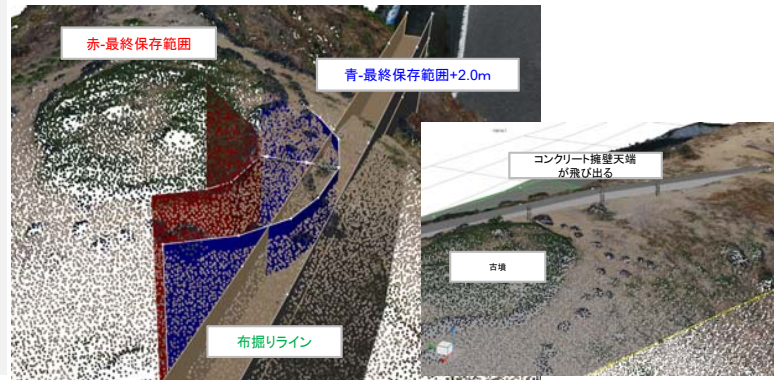 赤-最終保存範囲
青-最終保存範囲+2.0m
コンクリート擁壁天端
が飛び出る
古墳
布掘りライン